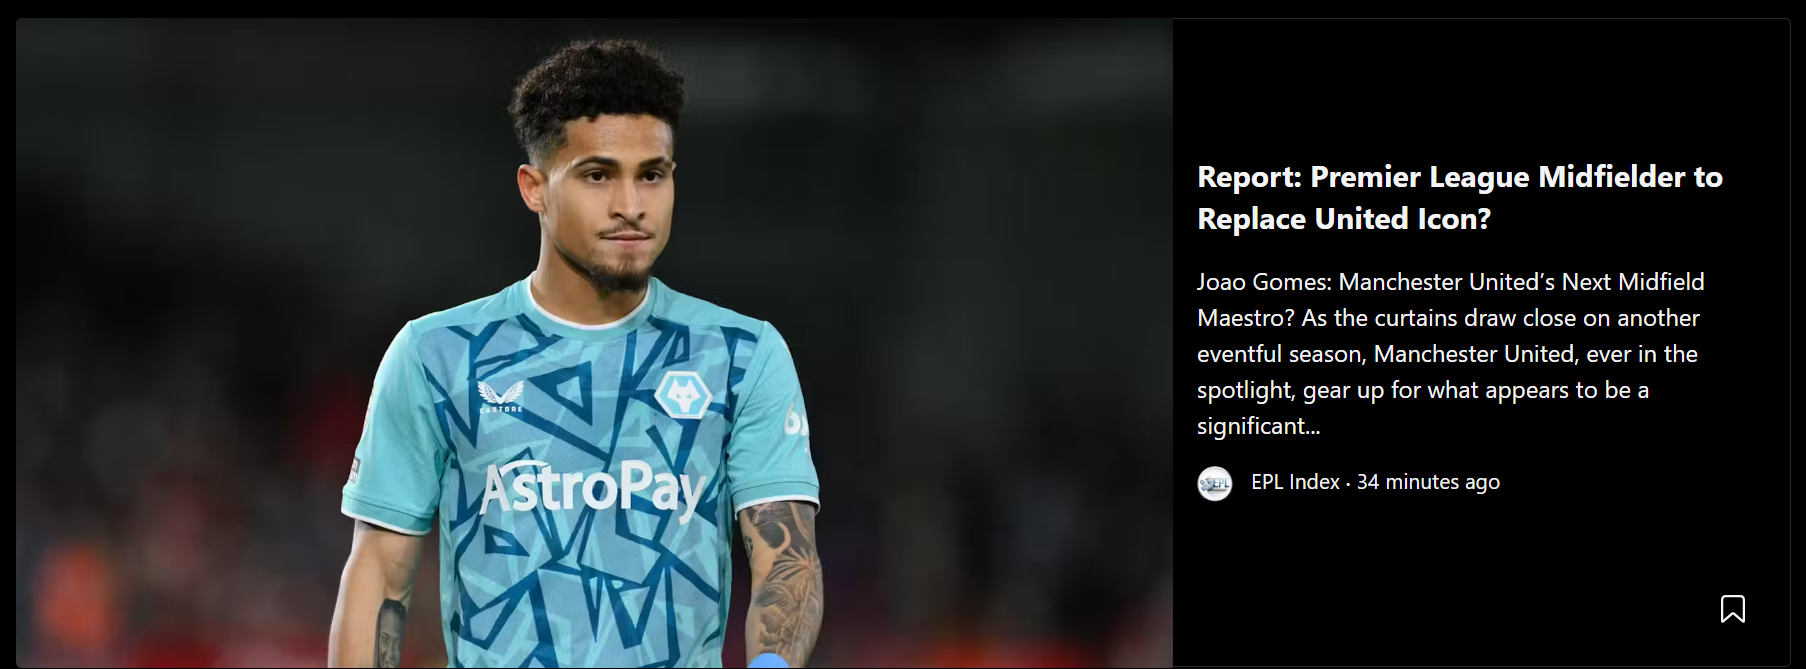 CASTORE
AstroPay
Report: Premier League Midfielder to
Replace United Icon?
Joao Gomes: Manchester United’s Next Midfield
Maestro? As the curtains draw close on another
eventful season, Manchester United, ever in the
spotlight, gear up for what appears to be a
significant...
EPL
EPL Index · 34 minutes ago